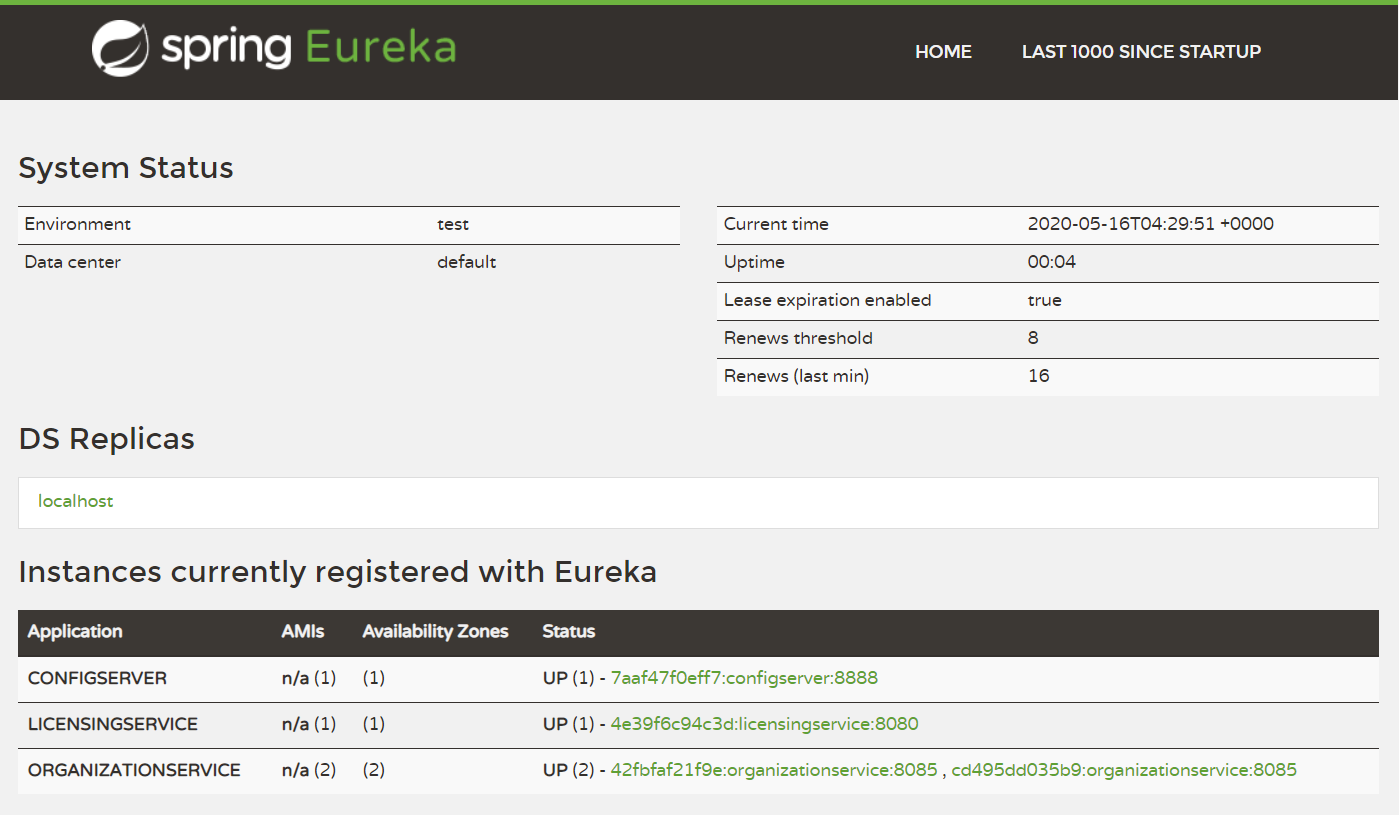 spring Eureka
HOME LAST 1000 SINCE STARTUP
System Status
Environment test
Data center default
Current time 2020-05-16T04:29:51 +0000
Uptime 00:04
Lease expiration enabled true
Renews threshold 8
Renews (last min) 16
DS Replicas
localhost
Instances currently registered with Eureka
Application AMIs Availability Zones Status
CONFIGSERVER n/a (1) (1) UP (1) - 7aaf47f0eff7:configserver:8888
LICENSINGSERVICE n/a (1) (1) UP (1) - 4e39f6c94c3d:licensingservice:8080
ORGANIZATIONSERVICE n/a (2) (2) UP (2) - 42fbfaf21f9e:organizationservice:8085 , cd495dd035b9:organizationservice:8085